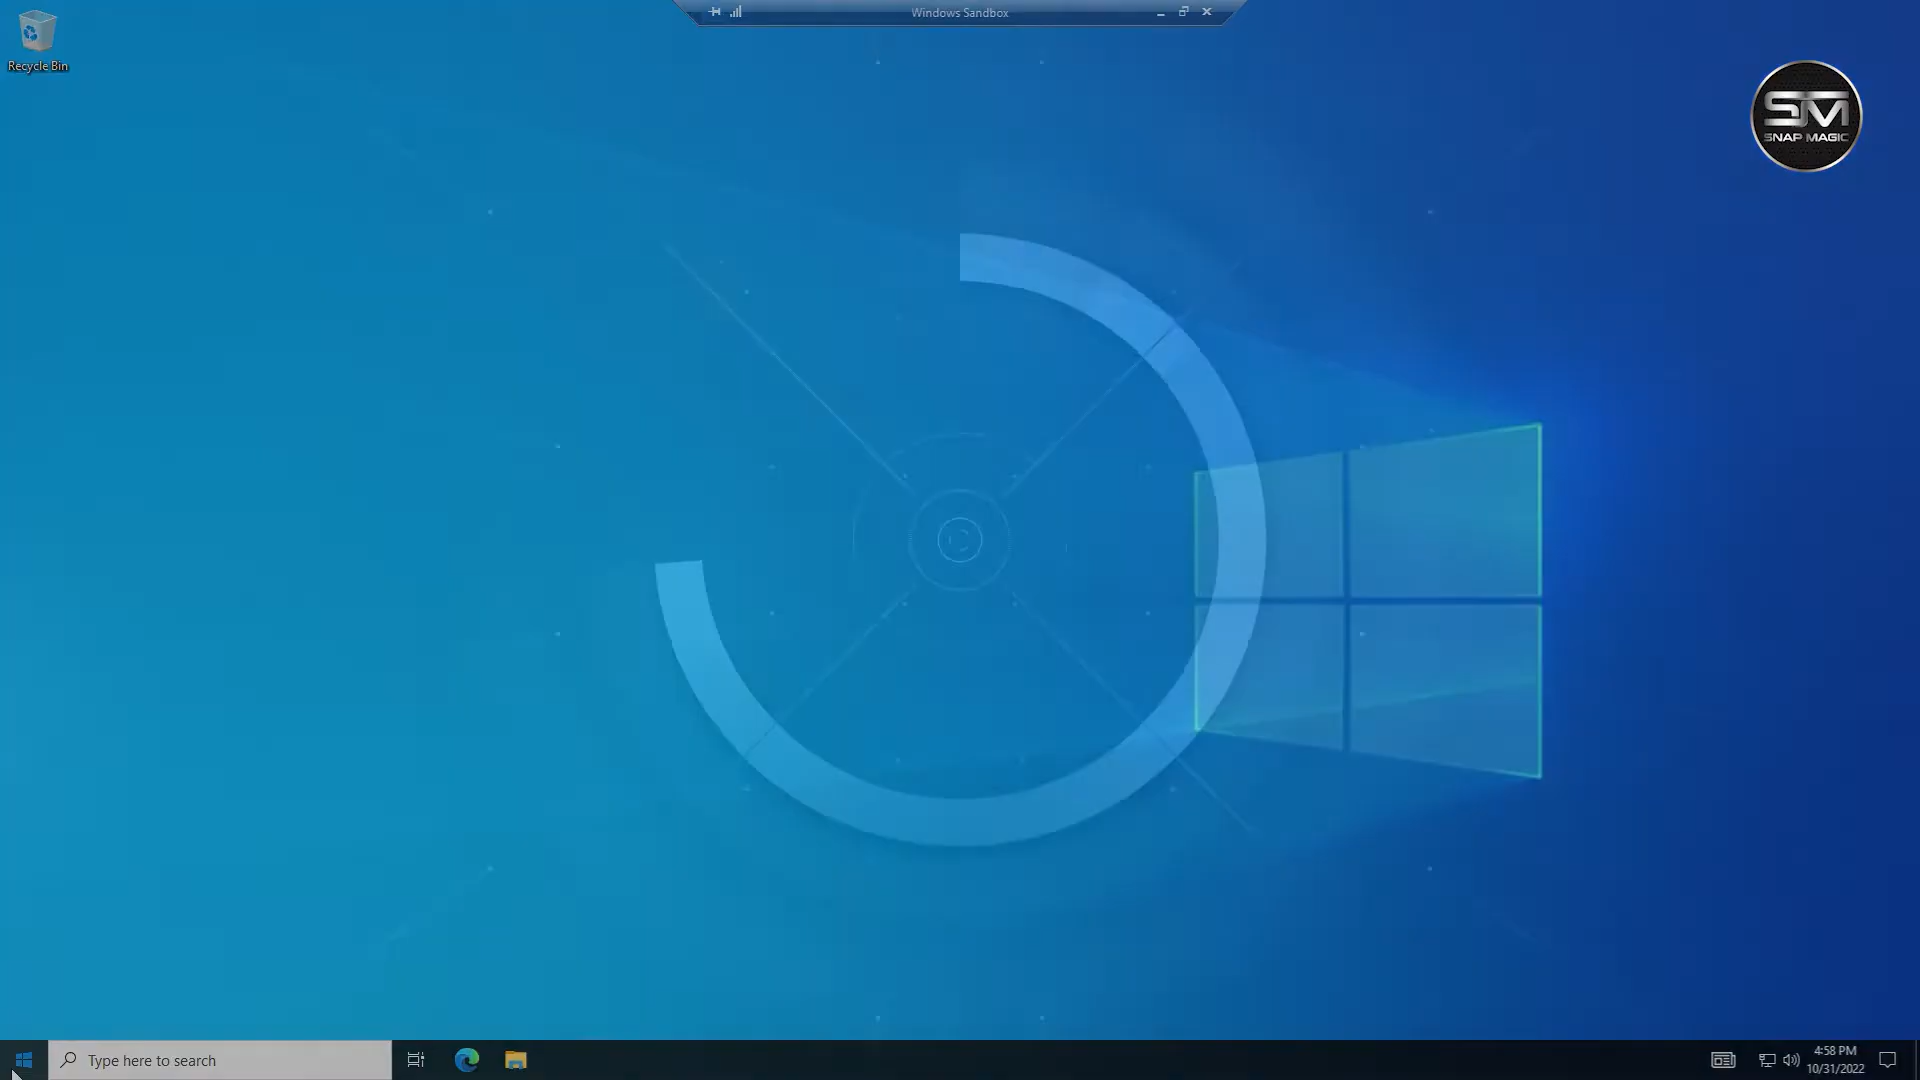 Windows Sandbox
Recycle Bin
SM
SNAP MAGIC
Type here to search
4:58 PM
10/31/2022